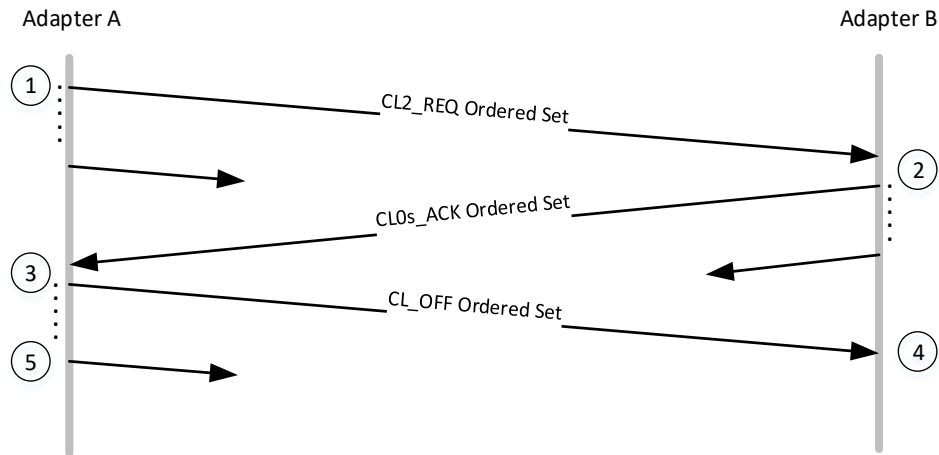 Adapter A
Adapter B
1
CL2_REQ Ordered Set
2
CL0s_ACK Ordered Set
3
CL_OFF Ordered Set
4
5